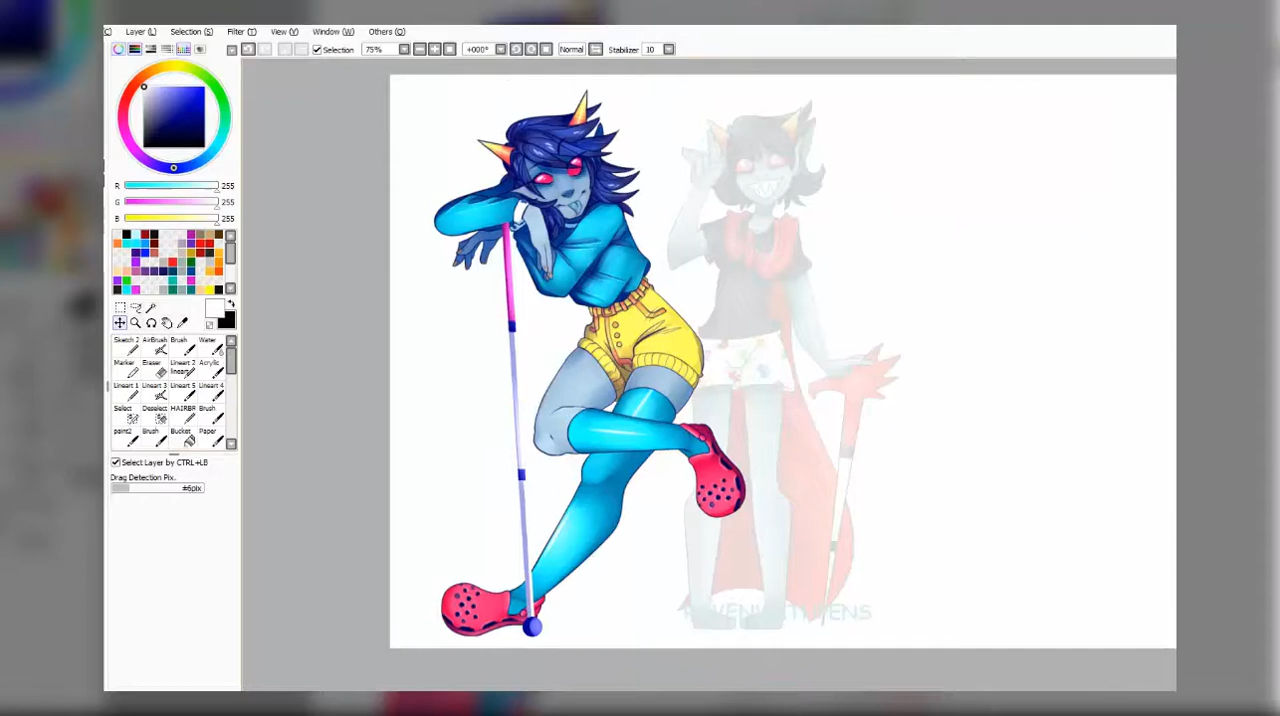 Layer (L) Selection (S) Filter (T) View (V) Window (W) Others (O)
Selection 75% +000° Normal Stabilizer 10
R 255
G 255
B 255
Sketch 2 AirBrush Brush Water
Marker Eraser Lineart 2 Acrylic
Lineart 1 Lineart 3 Lineart 5 Lineart 4
Select Deselect HAIRBR Brush
paint2 Brush Bucket Paper
Select Layer by CTRL+LB
Drag Detection Pix.
±6pix